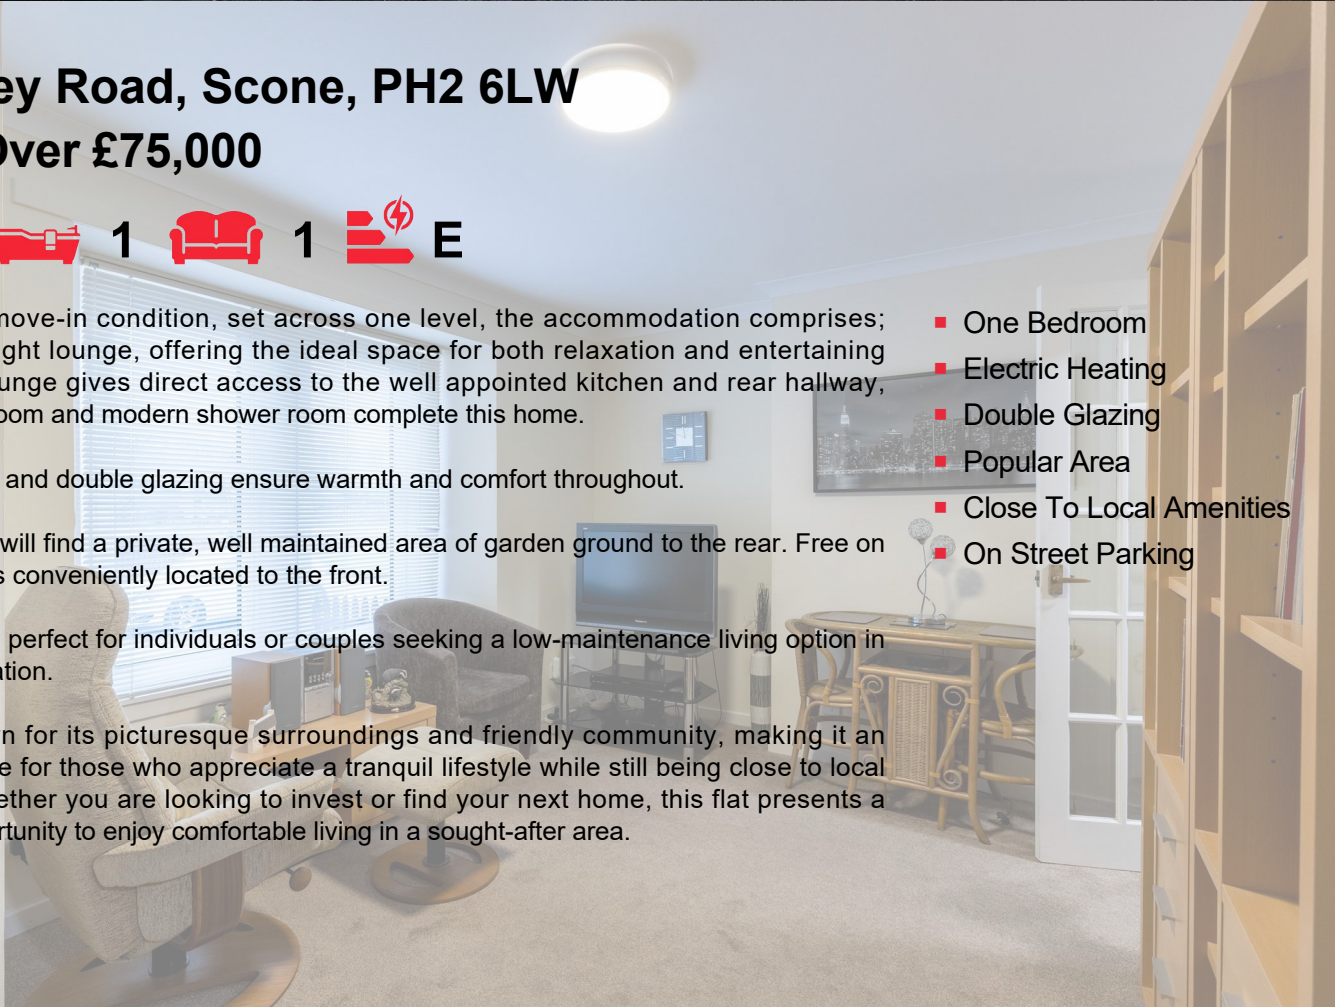 ey Road, Scone, PH2 6LW
Over £75,000
1 1 E
move-in condition, set across one level, the accommodation comprises;
ght lounge, offering the ideal space for both relaxation and entertaining
unge gives direct access to the well appointed kitchen and rear hallway,
oom and modern shower room complete this home.
and double glazing ensure warmth and comfort throughout.
will find a private, well maintained area of garden ground to the rear. Free on
s conveniently located to the front.
perfect for individuals or couples seeking a low-maintenance living option in
ation.
n for its picturesque surroundings and friendly community, making it an
e for those who appreciate a tranquil lifestyle while still being close to local
ether you are looking to invest or find your next home, this flat presents a
rtunity to enjoy comfortable living in a sought-after area.
One Bedroom
Electric Heating
Double Glazing
Popular Area
Close To Local Amenities
On Street Parking